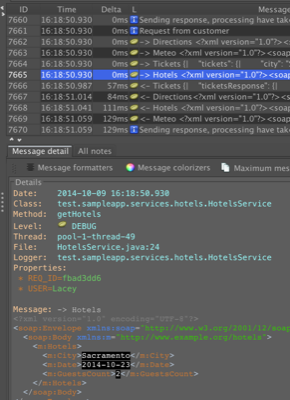 ID Time Delta L Message
7660 16:18:50.930 0ms I Sending response, processing have take
7661 16:18:50.930 0ms I Request from customer
7662 16:18:50.930 0ms -> Directions <?xml version="1.0"?> <s
7663 16:18:50.930 0ms -> Meteo <?xml version="1.0"?> <soap
7664 16:18:50.930 0ms -> Tickets {| "tickets": {| "city": "S
7665 16:18:50.930 0ms -> Hotels <?xml version="1.0"?> <soap
7666 16:18:50.987 57ms <- Tickets {| "ticketsResponse": {|
7667 16:18:51.014 84ms <- Directions <?xml version="1.0"?> <s
7668 16:18:51.041 111ms <- Hotels <?xml version="1.0"?> <soap
7669 16:18:51.059 129ms <- Meteo <?xml version="1.0"?> <soap
7670 16:18:51.059 129ms I Sending response, processing have take
Message detail All notes
Message formatters Message colorizers Maximum mess
Details
Date: 2014-10-09 16:18:50.930
Class: test.sampleapp.services.hotels.HotelsService
Method: getHotels
Level: DEBUG
Thread: pool-1-thread-49
File: HotelsService.java:24
Logger: test.sampleapp.services.hotels.HotelsService
Properties:
REQ_ID=fbad3dd6
USER=Lacey
Message: -> Hotels
<?xml version="1.0" encoding="UTF-8"?>
<soap:Envelope xmlns:soap="http://www.w3.org/2001/12/soap
<soap:Body xmlns:m="http://www.example.org/hotels">
<m:Hotels>
<m:City>Sacramento</m:City>
<m:Date>2014-10-23</m:Date>
<m:GuestsCount>2</m:GuestsCount>
</m:Hotels>
</soap:Body>